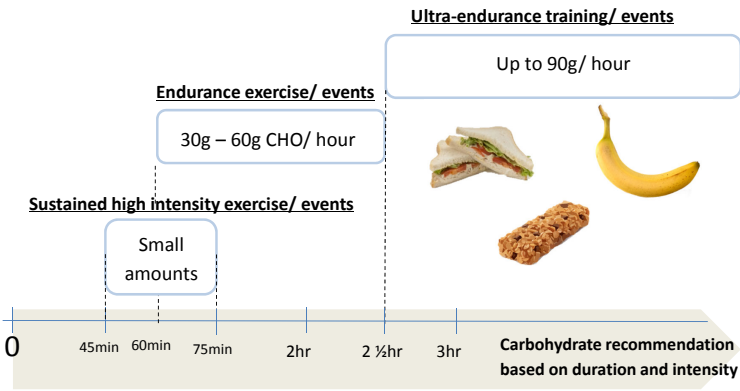 Ultra-endurance training/ events
Up to 90g/ hour
Endurance exercise/ events
30g – 60g CHO/ hour
Sustained high intensity exercise/ events
Small
amounts
0
45min
60min
75min
2hr
2 ½hr
3hr
Carbohydrate recommendation
based on duration and intensity